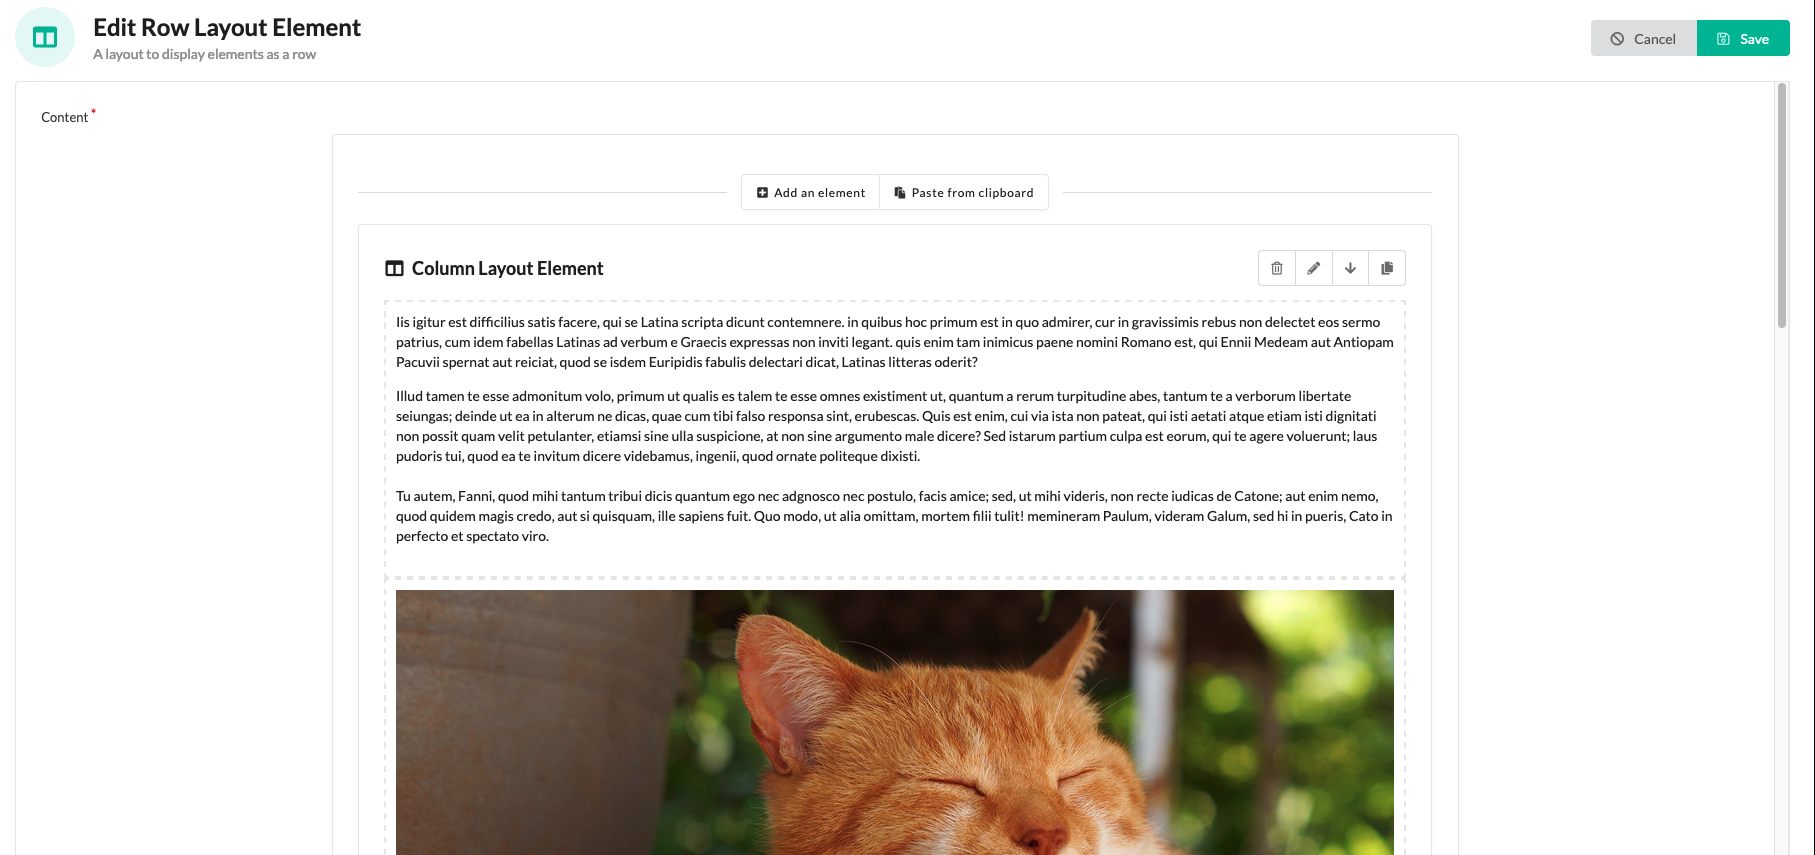 Edit Row Layout Element
A layout to display elements as a row
Cancel
Save
Content *
Add an element
Paste from clipboard
Column Layout Element
Iis igitur est difficilius satis facere, qui se Latina scripta dicunt contemnere. in quibus hoc primum est in quo admirer, cur in gravissimis rebus non delectet eos sermo
patrius, cum idem fabellas Latinas ad verbum e Graecis expressas non inviti legant. quis enim tam inimicus paene nomini Romano est, qui Ennii Medeam aut Antiopam
Pacuvii spernat aut reiciat, quod se isdem Euripidis fabulis delectari dicat, Latinas litteras oderit?
Illud tamen te esse admonitum volo, primum ut qualis es talem te esse omnes existiment ut, quantum a rerum turpitudine abes, tantum te a verborum libertate
seiungas; deinde ut ea in alterum ne dicas, quae cum tibi falso responsa sint, erubescas. Quis est enim, cui via ista non pateat, qui isti aetati atque etiam isti dignitati
non possit quam velit petulanter, etiamsi sine ulla suspicione, at non sine argumento male dicere? Sed istarum partium culpa est eorum, qui te agere voluerunt; laus
pudoris tui, quod ea te invitum dicere videbamus, ingenii, quod ornate politeque dixisti.
Tu autem, Fanni, quod mihi tantum tribui dicis quantum ego nec adgnosco nec postulo, facis amice; sed, ut mihi videris, non recte iudicas de Catone; aut enim nemo,
quod quidem magis credo, aut si quisquam, ille sapiens fuit. Quo modo, ut alia omittam, mortem filii tulit! memineram Paulum, videram Galum, sed hi in pueris, Cato in
perfecto et spectato viro.